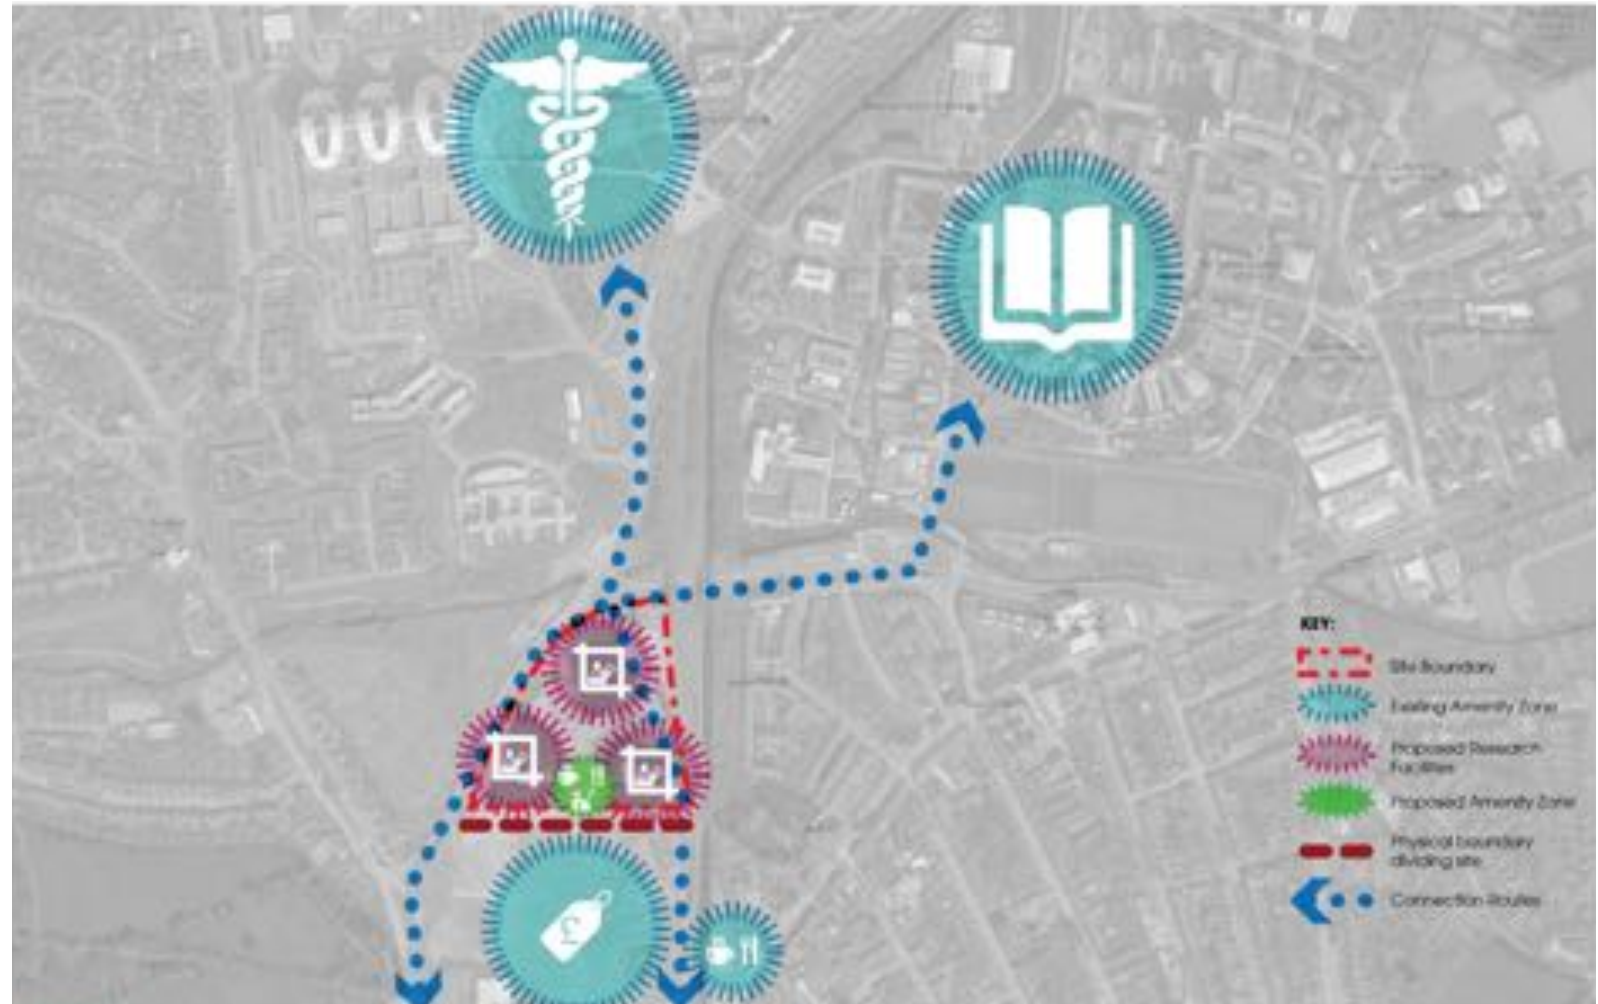 KEY:
Site Boundary
Existing Amenity Zone
Proposed Research
Facilities
Proposed Amenity Zone
Physical boundary
dividing site
Connection Routes
£